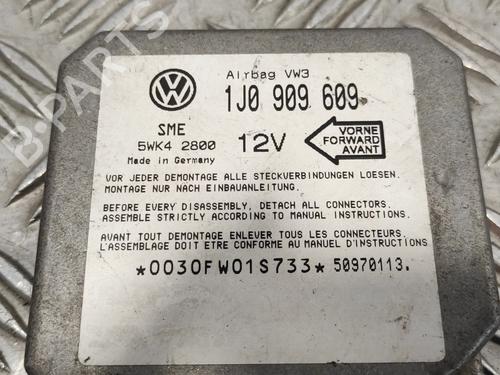 B-PARTS
Airbag VW3
1J0 909 609
SME
5WK4 2800
12V
VORNE
FORWARD
AVANT
Made in Germany
VOR JEDER DEMONTAGE ALLE STECKVERBINDUNGEN LOESEN.
MONTAGE NUR NACH EINBAUANLEITUNG.
BEFORE EVERY DISASSEMBLY, DETACH ALL CONNECTORS.
ASSEMBLE STRICTLY ACCORDING TO MANUAL INSTRUCTIONS.
AVANT TOUT DEMONTAGE ENLEVER TOUS LES CONNECTEURS.
L'ASSEMBLAGE DOIT ETRE CONFORME AU MANUEL D'INSTRUCTIONS
*0030FW01S733* 50970113.